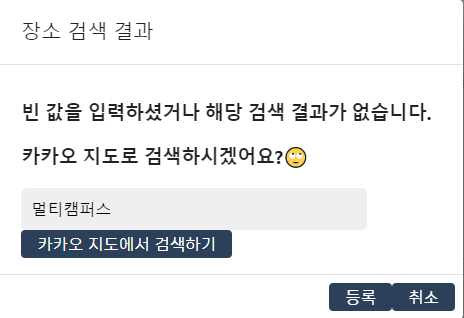 장소 검색 결과
빈 값을 입력하셨거나 해당 검색 결과가 없습니다.
카카오 지도로 검색하시겠어요?🙄
멀티캠퍼스
카카오 지도에서 검색하기
등록 취소